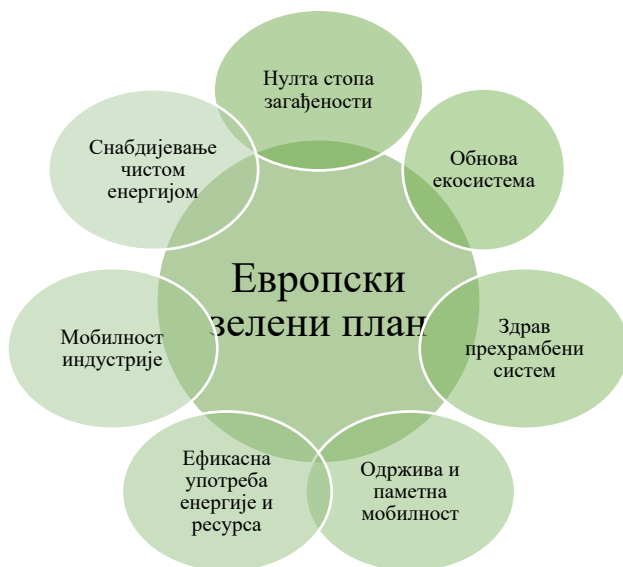 Нулта стопа
загађености
Обнова
екосистема
Здрав
прехрамбени
систем
Одржива и
паметна
мобилност
Ефикасна
употреба
енергије и
ресурса
Мобилност
индустрије
Снабдијевање
чистом
енергијом
Европски
зелени план